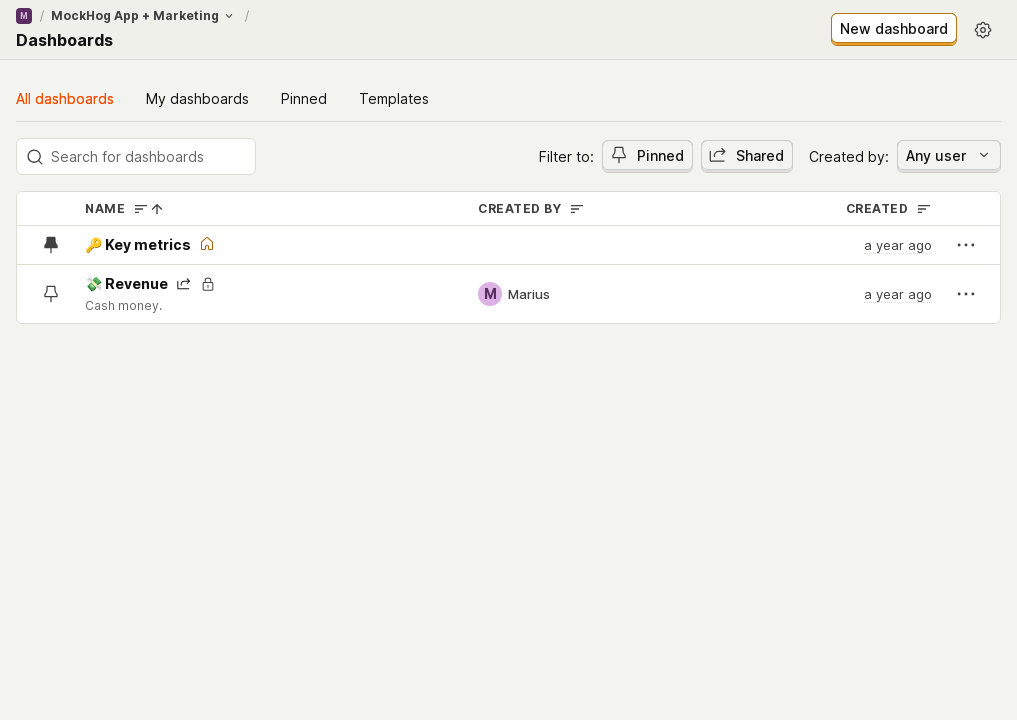 M / MockHog App + Marketing /
Dashboards
New dashboard
All dashboards My dashboards Pinned Templates
Search for dashboards
Filter to: Pinned Shared Created by: Any user
NAME CREATED BY CREATED
🔑 Key metrics a year ago
💸 Revenue
Cash money.
M Marius a year ago